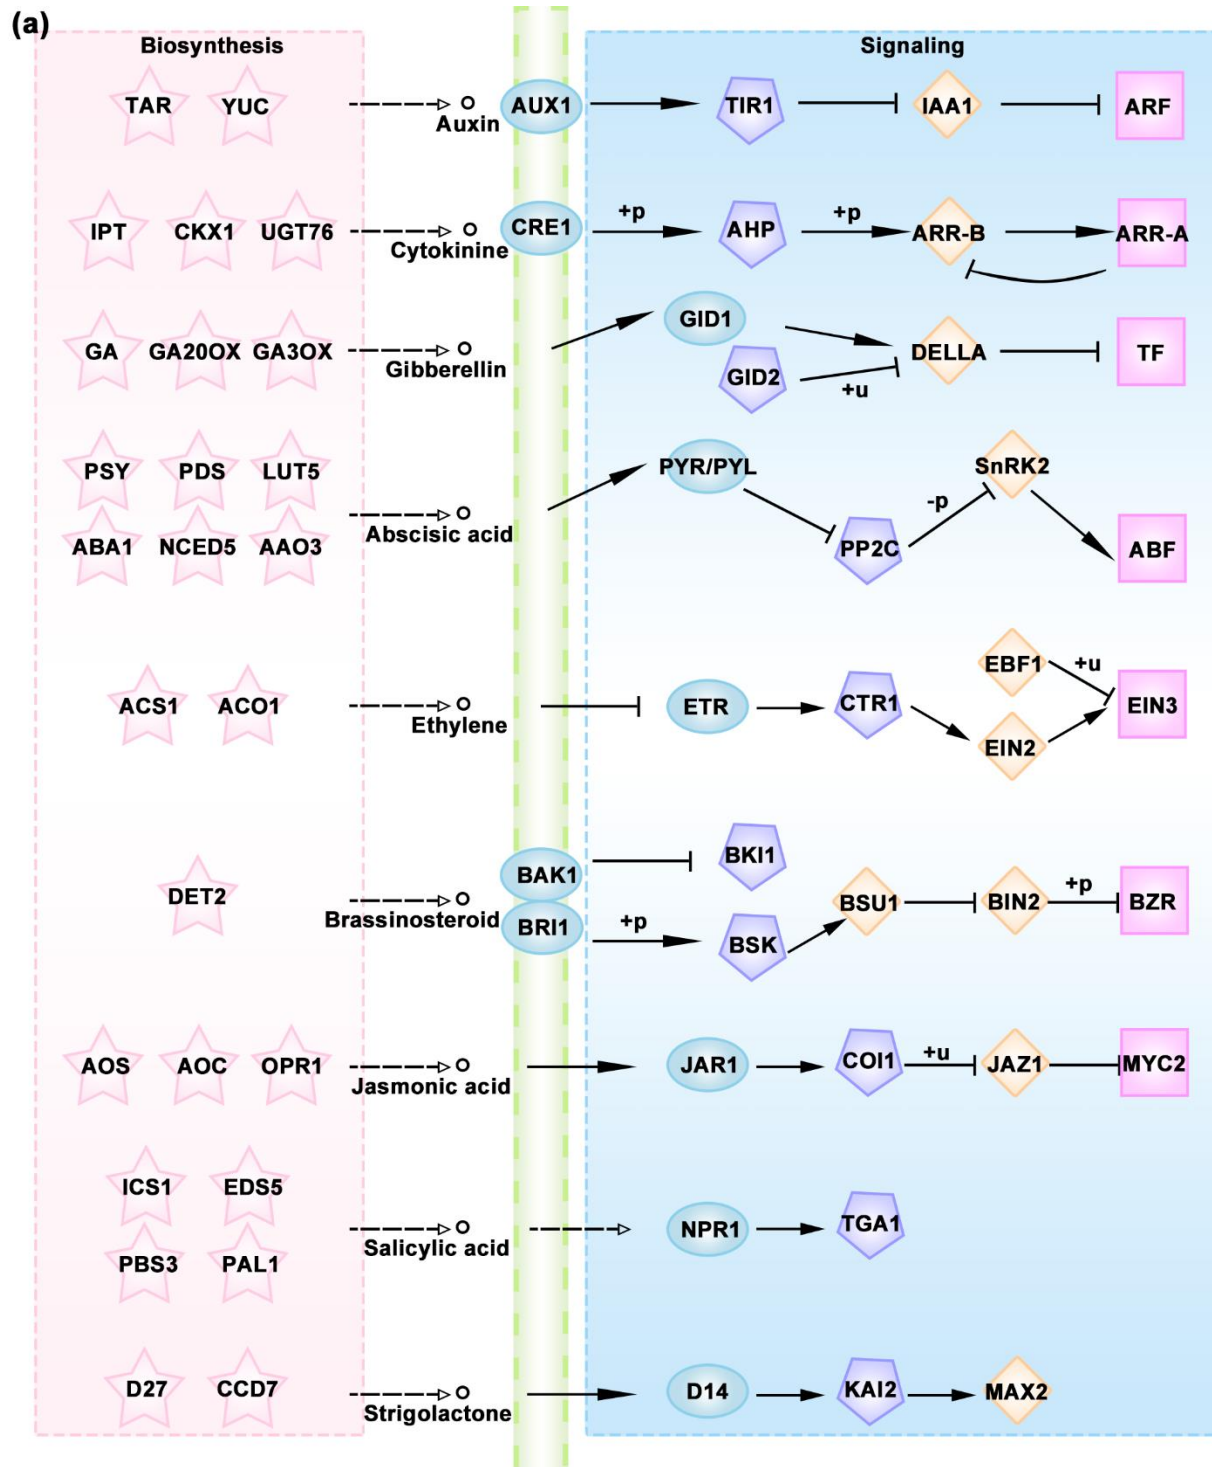 (a)
Biosynthesis
Signaling
TAR YUC
Auxin
AUX1
TIR1
IAA1
ARF
IPT CKX1 UGT76
Cytokinine
CRE1
+p
AHP
+p
ARR-B
ARR-A
GA GA20OX GA3OX
Gibberellin
GID1
GID2
+u
DELLA
TF
PSY PDS LUT5
ABA1 NCED5 AAO3
Abscisic acid
PYR/PYL
PP2C
-p
SnRK2
ABF
ACS1 ACO1
Ethylene
ETR
CTR1
EBF1
+u
EIN2
EIN3
DET2
Brassinosteroid
BAK1
BRI1
+p
BKI1
BSK
BSU1
BIN2
+p
BZR
AOS AOC OPR1
Jasmonic acid
JAR1
COI1
+u
JAZ1
MYC2
ICS1 EDS5
PBS3 PAL1
Salicylic acid
NPR1
TGA1
D27 CCD7
Strigolactone
D14
KAI2
MAX2